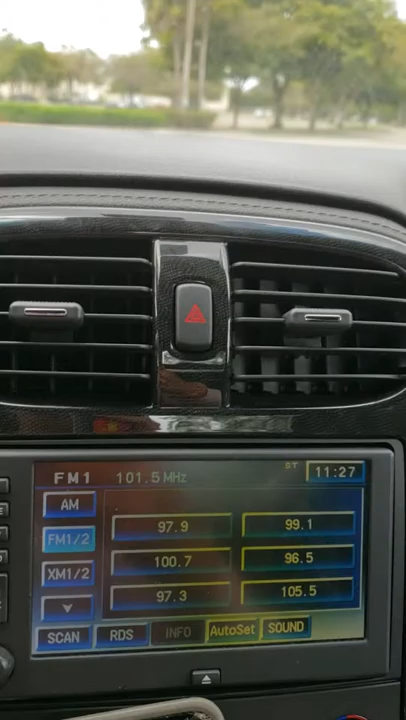 FM1 101.5 MHz ST 11:27
AM
FM1/2 97.9 99.1
XM1/2 100.7 96.5
97.3 105.5
SCAN RDS INFO AutoSet SOUND